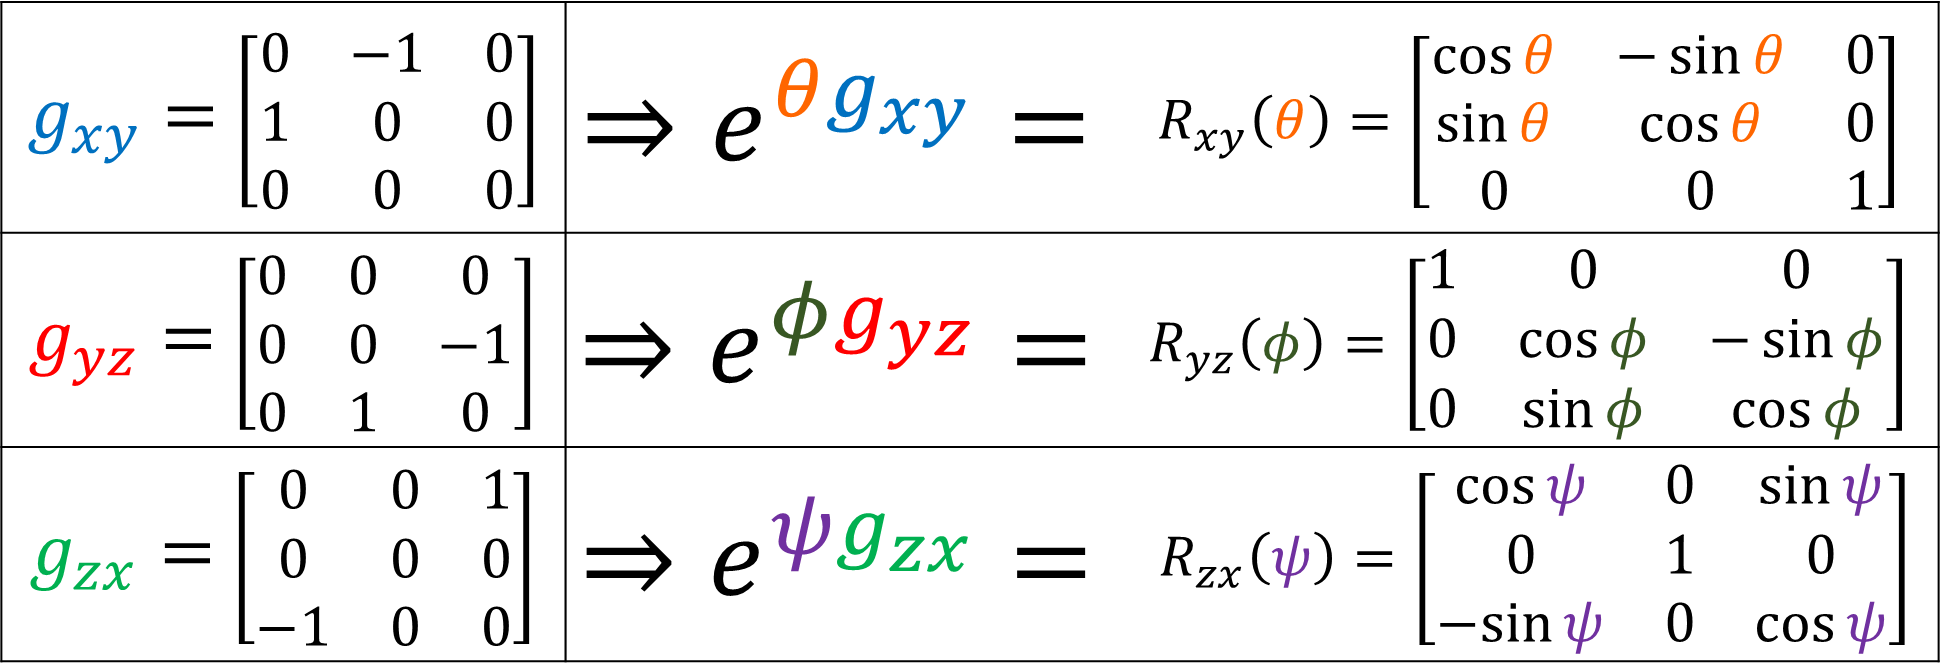 g_xy = [0 −1 0; 1 0 0; 0 0 0] ⇒ e^{θg_xy} = R_xy(θ) = [cos θ − sin θ 0; sin θ cos θ 0; 0 0 1]
g_yz = [0 0 0; 0 0 −1; 0 1 0] ⇒ e^{ϕg_yz} = R_yz(ϕ) = [1 0 0; 0 cos ϕ − sin ϕ; 0 sin ϕ cos ϕ]
g_zx = [0 0 1; 0 0 0; −1 0 0] ⇒ e^{ψg_zx} = R_zx(ψ) = [cos ψ 0 sin ψ; 0 1 0; −sin ψ 0 cos ψ]